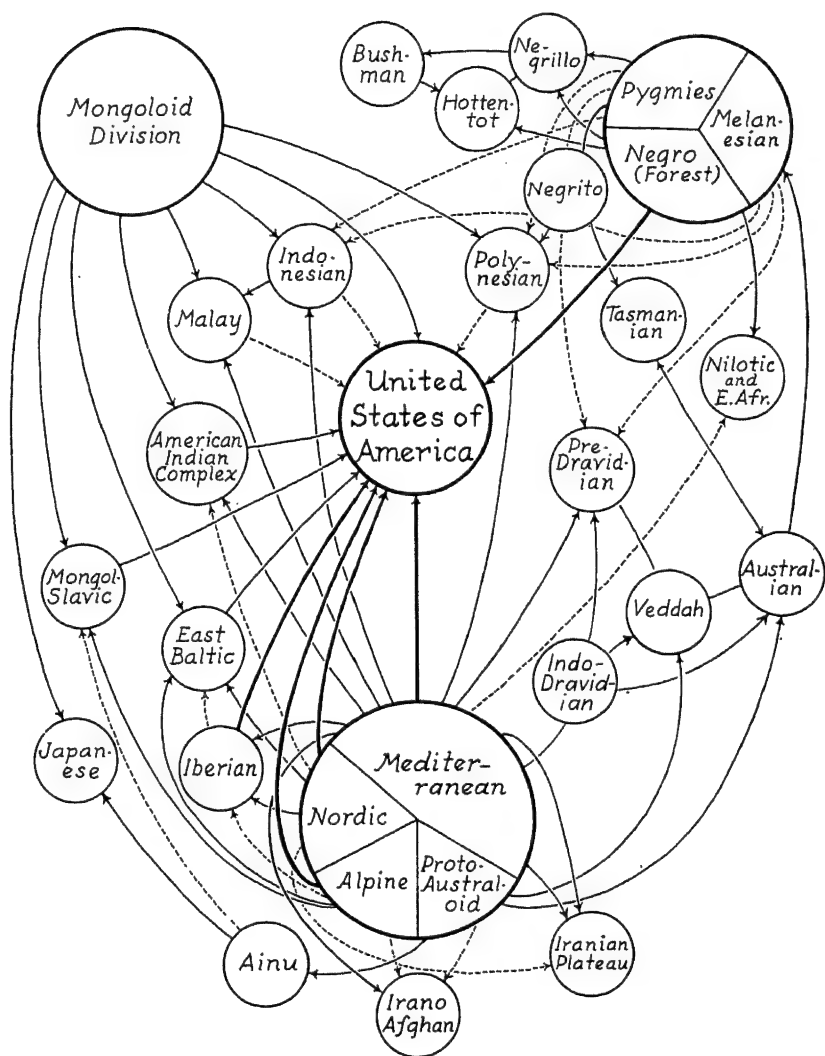 Mongoloid
Division
Bush-
man
Ne-
grillo
Hotten-
tot
Pygmies
Melan-
esian
Negro
(Forest)
Negrito
Indo-
nesian
Poly-
nesian
Malay
Tasman-
ian
Nilotic
and
E.Afr.
United
States of
America
American
Indian
Complex
Pre-
Dravid-
ian
Mongol-
Slavic
Austral-
ian
East
Baltic
Veddah
Indo-
Dravid-
ian
Japan-
ese
Iberian
Mediter-
ranean
Nordic
Alpine
Proto-
Austral-
oid
Ainu
Iranian
Plateau
Irano
Afghan